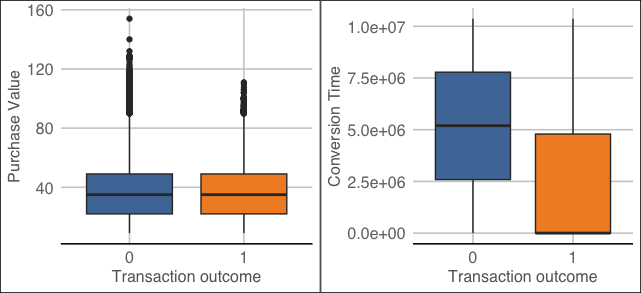 160
120
80
40
Purchase Value
0 1
Transaction outcome
1.0e+07
7.5e+06
5.0e+06
2.5e+06
0.0e+00
Conversion Time
0 1
Transaction outcome